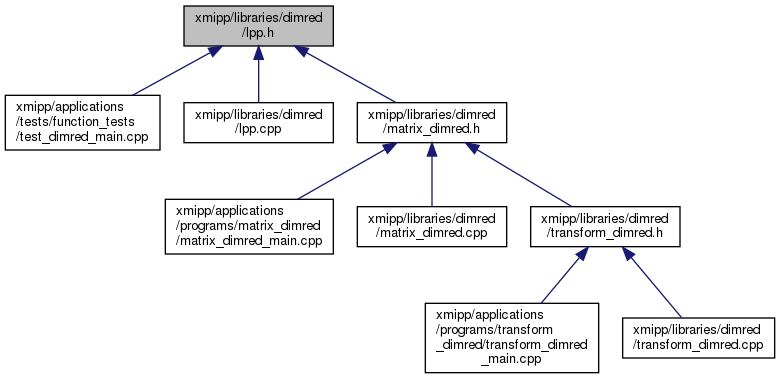 xmipp/libraries/dimred
/lpp.h
xmipp/applications
/tests/function_tests
/test_dimred_main.cpp
xmipp/libraries/dimred
/lpp.cpp
xmipp/libraries/dimred
/matrix_dimred.h
xmipp/applications
/programs/matrix_dimred
/matrix_dimred_main.cpp
xmipp/libraries/dimred
/matrix_dimred.cpp
xmipp/libraries/dimred
/transform_dimred.h
xmipp/applications
/programs/transform
_dimred/transform_dimred
_main.cpp
xmipp/libraries/dimred
/transform_dimred.cpp